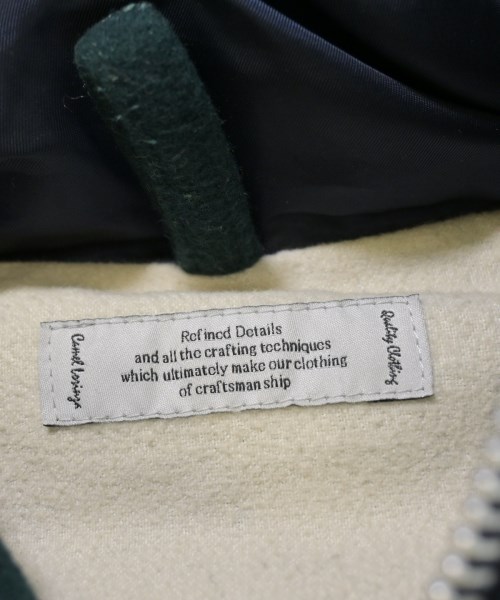 Refined Details
and all the crafting techniques
which ultimately make our clothing
of craftsman ship
Quality Clothing